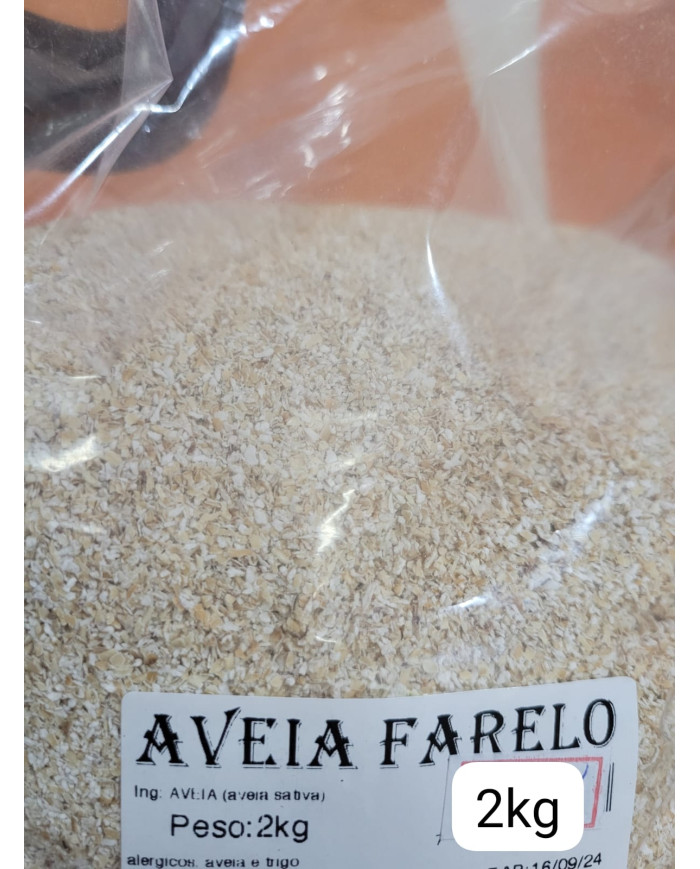 AVEIA FARELO
Ing: AVEIA (aveia sativa)
Peso:2kg
2kg
alergicos: aveia e trigo
16/09/24